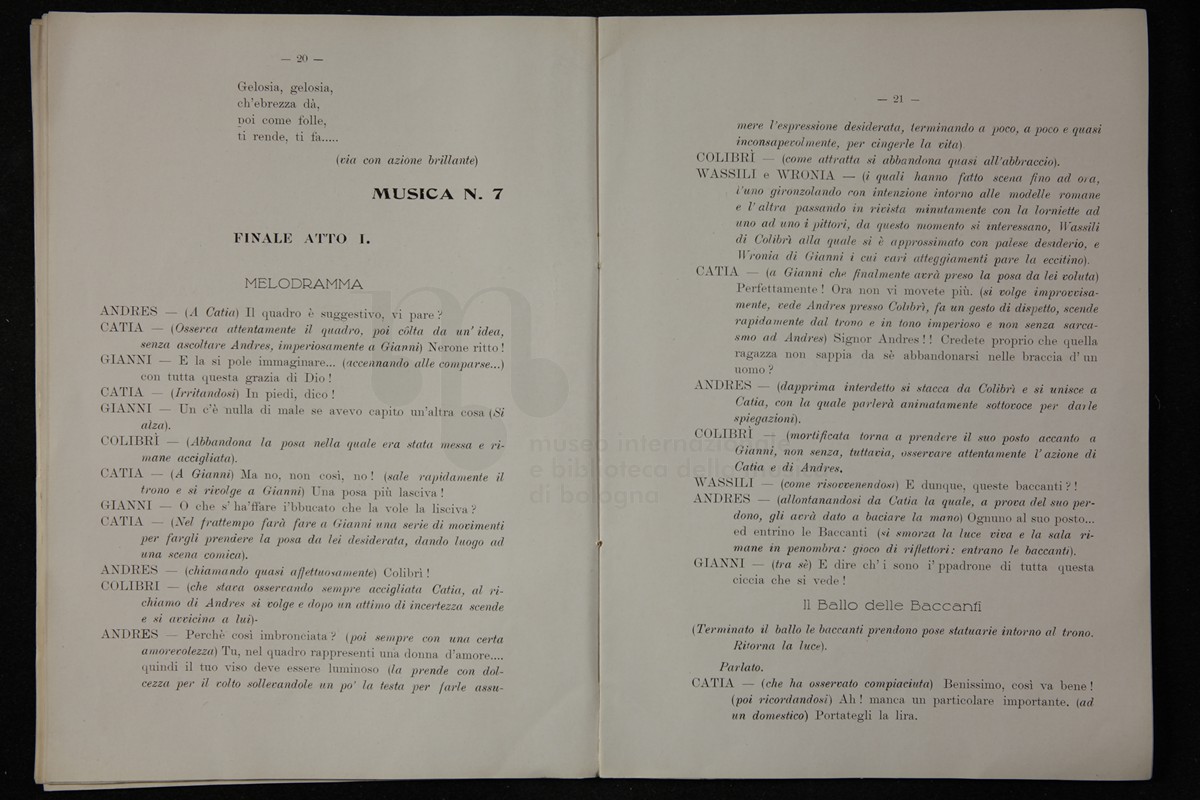 — 20 —
Gelosia, gelosia,
ch'ebrezza dà,
poi come folle,
ti rende, ti fa.....
(via con azione brillante)
MUSICA N. 7
FINALE ATTO I.
MELODRAMMA
ANDRES — (A Catia) Il quadro è suggestivo, vi pare?
CATIA — (Osserva attentamente il quadro, poi côlta da un' idea,
senza ascoltare Andres, imperiosamente a Gianni) Nerone ritto!
GIANNI — E la si pole immaginare... (accennando alle comparse...)
con tutta questa grazia di Dio!
CATIA — (Irritandosi) In piedi, dico!
GIANNI — Un c'è nulla di male se avevo capito un'altra cosa (Si
alza).
COLIBRÌ — (Abbandona la posa nella quale era stata messa e ri-
mane accigliata).
CATIA — (A Gianni) Ma no, non così, no! (sale rapidamente il
trono e si rivolge a Gianni) Una posa più lasciva!
GIANNI — O che s' ha'ffare i'bbucato che la vole la lisciva?
CATIA — (Nel frattempo farà fare a Gianni una serie di movimenti
per fargli prendere la posa da lei desiderata, dando luogo ad
una scena comica).
ANDRES — (chiamando quasi affettuosamente) Colibrì!
COLIBRI — (che stava osservando sempre accigliata Catia, al ri-
chiamo di Andres si volge e dopo un attimo di incertezza scende
e si avvicina a lui)-
ANDRES — Perchè così imbronciata? (poi sempre con una certa
amorevolezza) Tu, nel quadro rappresenti una donna d'amore....
quindi il tuo viso deve essere luminoso (la prende con dol-
cezza per il volto sollevandole un po' la testa per farle assu-
— 21 —
mere l'espressione desiderata, terminando a poco, a poco e quasi
inconsapevolmente, per cingerle la vita)
COLIBRÌ — (come attratta si abbandona quasi all'abbraccio).
WASSILI e WRONIA — (i quali hanno fatto scena fino ad ora,
l'uno gironzolando con intenzione intorno alle modelle romane
e l'altra passando in rivista minutamente con la lorniette ad
uno ad uno i pittori, da questo momento si interessano, Wassili
di Colibrì alla quale si è approssimato con palese desiderio, e
Wronia di Gianni i cui vari atteggiamenti pare la eccitino).
CATIA — (a Gianni che finalmente avrà preso la posa da lei voluta)
Perfettamente! Ora non vi movete più. (si volge improvvisa-
mente, vede Andres presso Colibrì, fa un gesto di dispetto, scende
rapidamente dal trono e in tono imperioso e non senza sarca-
smo ad Andres) Signor Andres!! Credete proprio che quella
ragazza non sappia da sè abbandonarsi nelle braccia d'un
uomo?
ANDRES — (dapprima interdetto si stacca da Colibrì e si unisce a
Catia, con la quale parlerà animatamente sottovoce per darle
spiegazioni).
COLIBRÌ — (mortificata torna a prendere il suo posto accanto a
Gianni, non senza, tuttavia, osservare attentamente l'azione di
Catia e di Andres.
WASSILI — (come risovvenendosi) E dunque, queste baccanti?!
ANDRES — (allontanandosi da Catia la quale, a prova del suo per-
dono, gli avrà dato a baciare la mano) Ognuno al suo posto...
ed entrino le Baccanti (si smorza la luce viva e la sala ri-
mane in penombra: gioco di riflettori: entrano le baccanti).
GIANNI — (tra sè) E dire ch' i sono i' ppadrone di tutta questa
ciccia che si vede!
Il Ballo delle Baccanti
(Terminato il ballo le baccanti prendono pose statuarie intorno al trono.
Ritorna la luce).
Parlato.
CATIA — (che ha osservato compiaciuta) Benissimo, così va bene!
(poi ricordandosi) Ah! manca un particolare importante. (ad
un domestico) Portategli la lira.
museo internazionale
e biblioteca della
di bologna